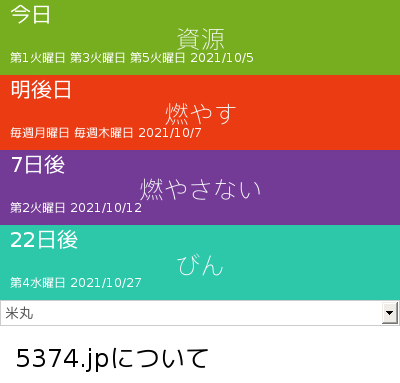 今日
資源
第1火曜日 第3火曜日 第5火曜日 2021/10/5
明後日
燃やす
毎週月曜日 毎週木曜日 2021/10/7
7日後
燃やさない
第2火曜日 2021/10/12
22日後
びん
第4水曜日 2021/10/27
米丸
5374.jpについて